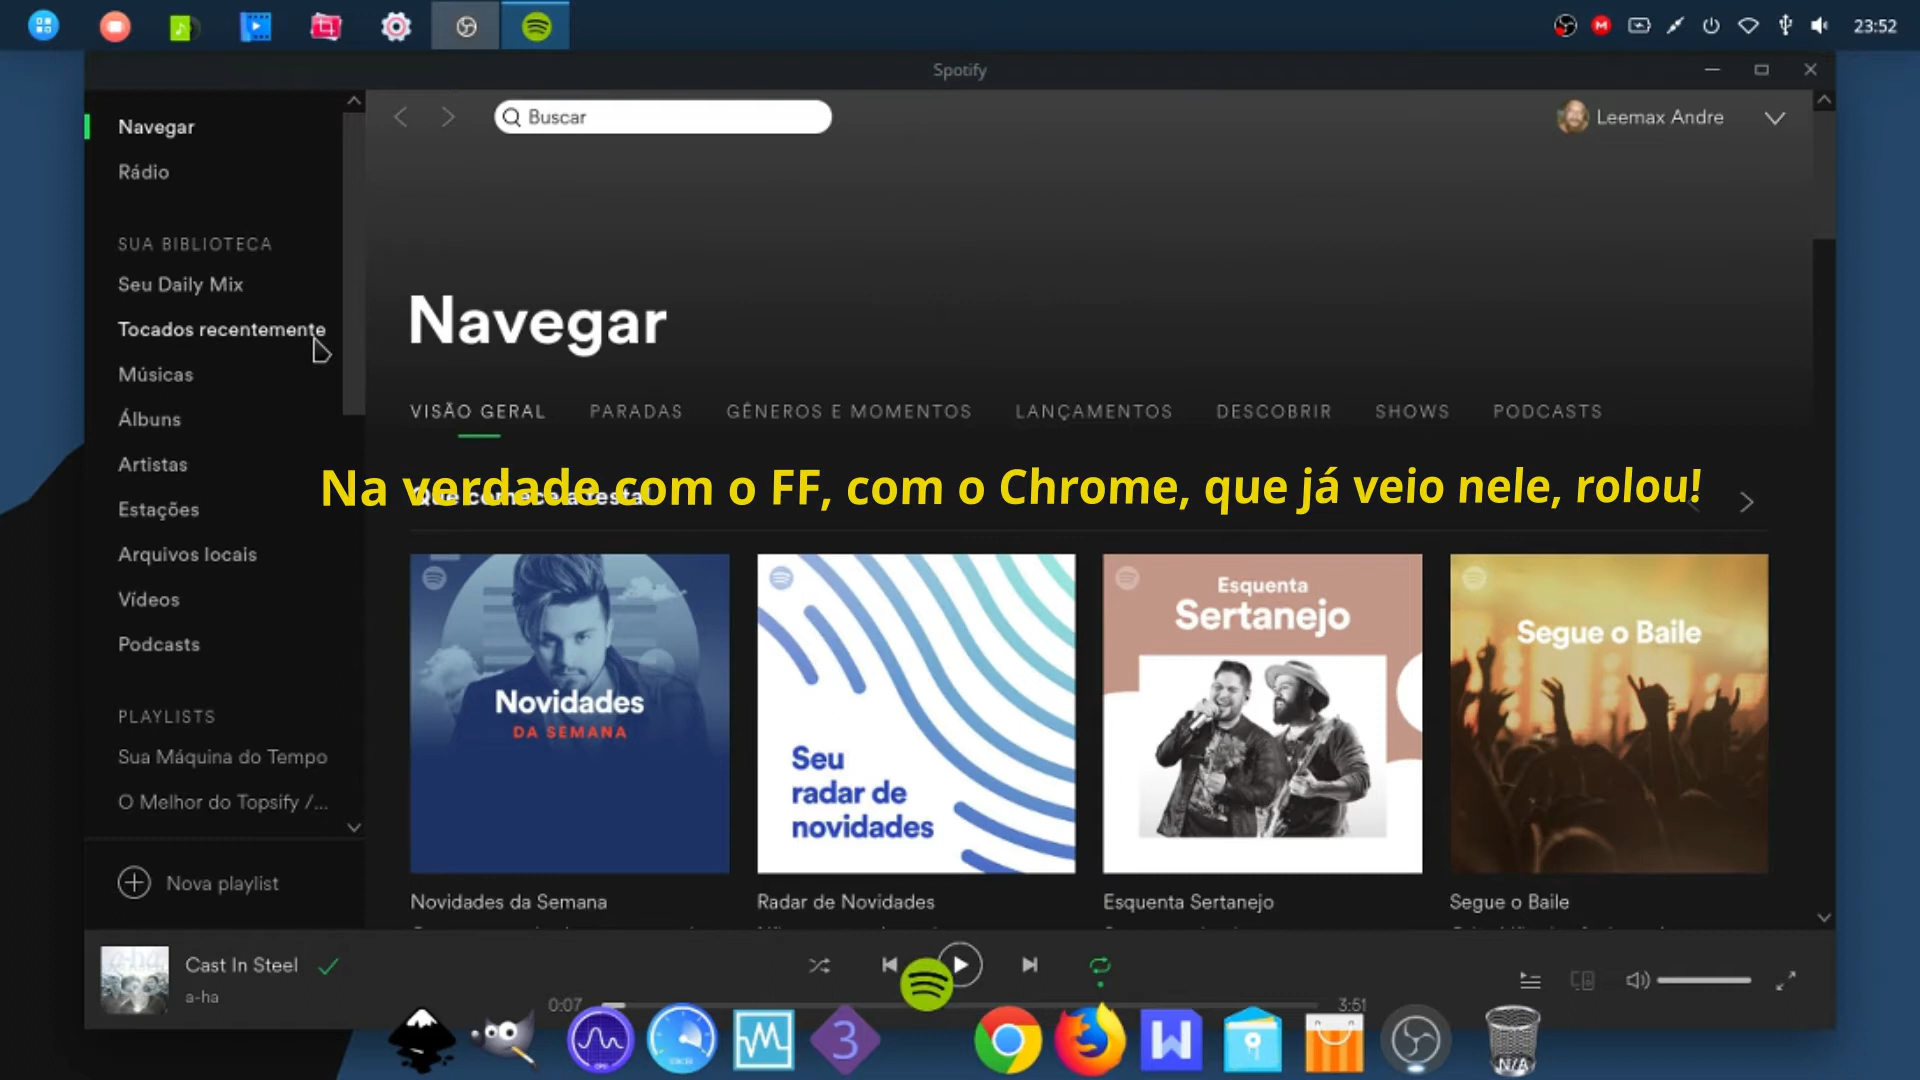 23:52
Spotify
Navegar
Buscar
Leemax Andre
Rádio
SUA BIBLIOTECA
Seu Daily Mix
Tocados recentemente
Músicas
Álbuns
Artistas
Estações
Arquivos locais
Vídeos
Podcasts
PLAYLISTS
Sua Máquina do Tempo
O Melhor do Topsify /...
Nova playlist
Navegar
VISÃO GERAL PARADAS GÊNEROS E MOMENTOS LANÇAMENTOS DESCOBRIR SHOWS PODCASTS
Na verdade com o FF, com o Chrome, que já veio nele, rolou!
Que comece a festa!
Novidades
DA SEMANA
Seu
radar de
novidades
Esquenta
Sertanejo
Segue o Baile
Novidades da Semana
Radar de Novidades
Esquenta Sertanejo
Segue o Baile
Cast In Steel
a-ha
0:07
3:51
3
W
N/A